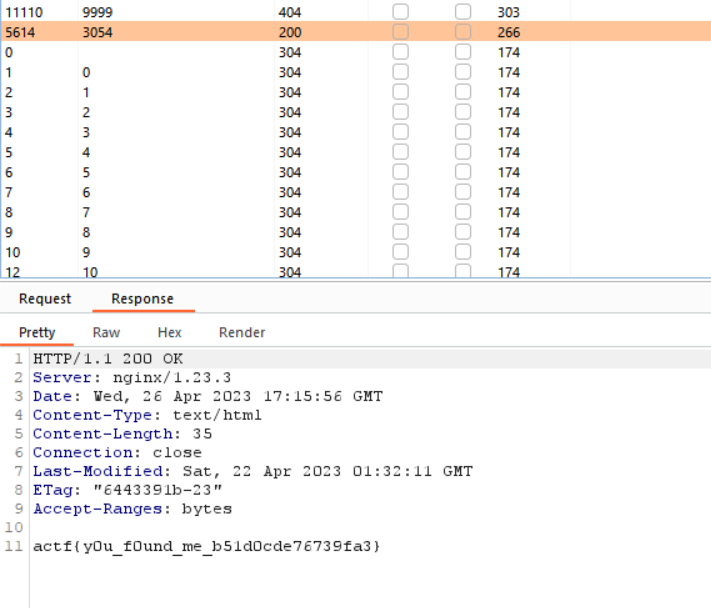 11110 9999 404 303
5614 3054 200 266
0 304 174
1 0 304 174
2 1 304 174
3 2 304 174
4 3 304 174
5 4 304 174
6 5 304 174
7 6 304 174
8 7 304 174
9 8 304 174
10 9 304 174
12 10 304 174
Request Response
Pretty Raw Hex Render
1 HTTP/1.1 200 OK
2 Server: nginx/1.23.3
3 Date: Wed, 26 Apr 2023 17:15:56 GMT
4 Content-Type: text/html
5 Content-Length: 35
6 Connection: close
7 Last-Modified: Sat, 22 Apr 2023 01:32:11 GMT
8 ETag: "6443391b-23"
9 Accept-Ranges: bytes
10
11 actf{y0u_f0und_me_b51d0cde76739fa3}